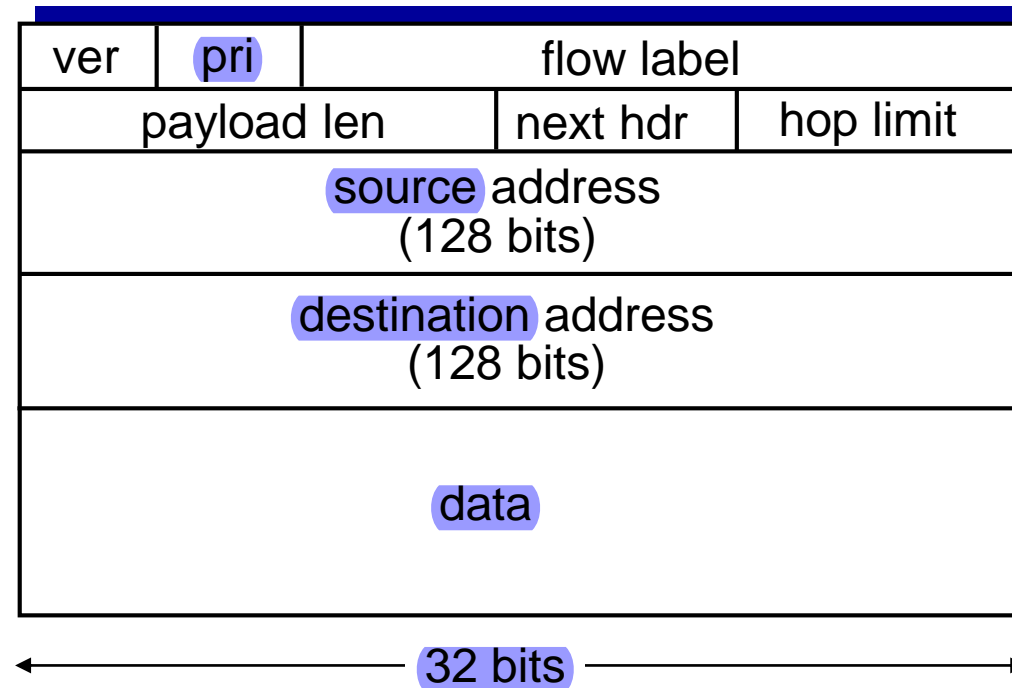 ver pri flow label
payload len next hdr hop limit
source address
(128 bits)
destination address
(128 bits)
data
32 bits